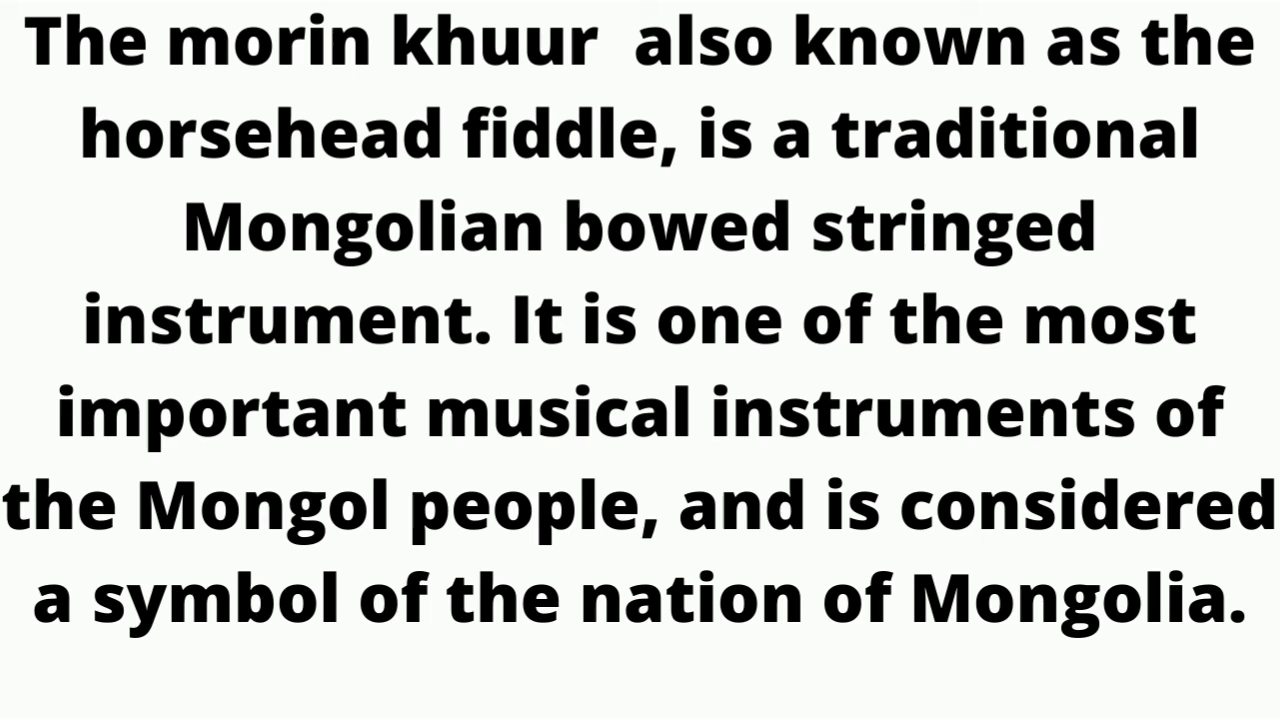 The morin khuur  also known as the
horsehead fiddle, is a traditional
Mongolian bowed stringed
instrument. It is one of the most
important musical instruments of
the Mongol people, and is considered
a symbol of the nation of Mongolia.